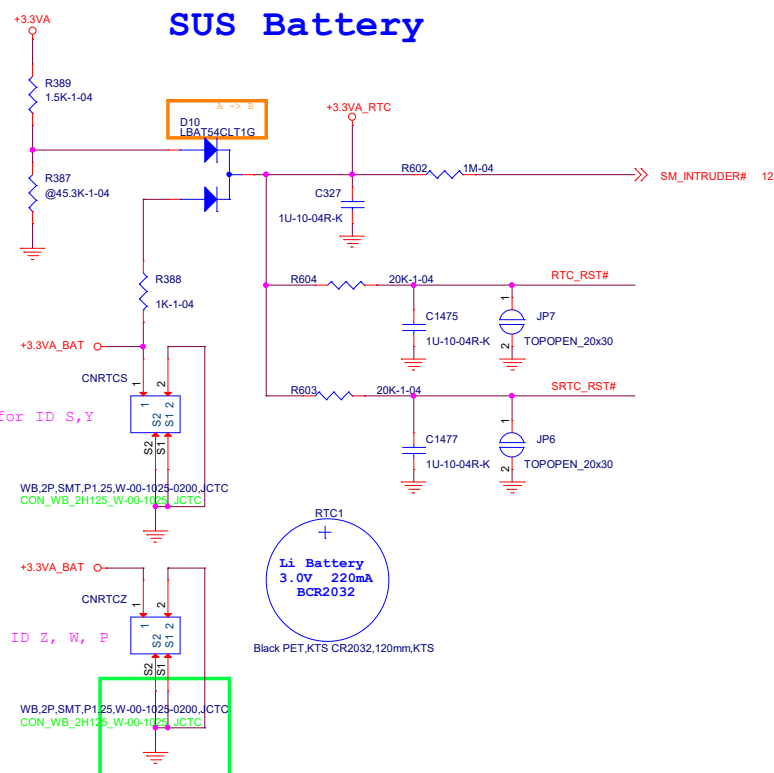 SUS Battery
+3.3VA
R389
1.5K-1-04
A -> B
D10
LBAT54CLT1G
+3.3VA_RTC
R387
@45.3K-1-04
R602
1M-04
SM_INTRUDER# 12
C327
1U-10-04R-K
R388
1K-1-04
R604
20K-1-04
RTC_RST#
1
C1475
1U-10-04R-K
JP7
2
TOPOPEN_20x30
+3.3VA_BAT
CNRTCS
1
2
1
2
S2
S1
S2
S1
for ID S,Y
R603
20K-1-04
SRTC_RST#
1
C1477
1U-10-04R-K
JP6
2
TOPOPEN_20x30
WB,2P,SMT,P1.25,W-00-1025-0200,JCTC
CON_WB_2H125_W-00-1025_JCTC
RTC1
+
Li Battery
3.0V 220mA
BCR2032
Black PET,KTS CR2032,120mm,KTS
+3.3VA_BAT
CNRTCZ
1
2
1
2
S2
S1
S2
S1
ID Z, W, P
WB,2P,SMT,P1.25,W-00-1025-0200,JCTC
CON_WB_2H125_W-00-1025_JCTC